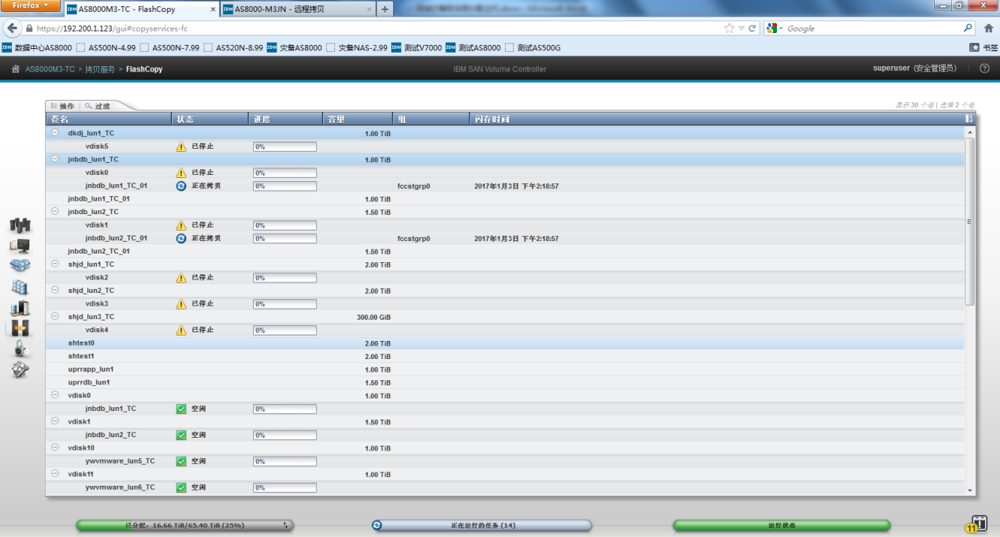 Firefox
AS8000M3-TC - FlashCopy
AS8000-M3JN - 远程拷贝
https://192.200.1.123/gui#copyservices-fc
Google
数据中心AS8000 AS500N-4.99 AS500N-7.99 AS520N-8.99 灾备AS8000 灾备NAS-2.99 测试V7000 测试AS8000 测试AS500G 书签
AS8000M3-TC > 拷贝服务 > FlashCopy IBM SAN Volume Controller superuser (安全管理员)
操作 过滤 显示 30 个卷 | 选择 2 个卷
卷名 状态 进度 容量 组 闪存时间
dkdj_lun1_TC 1.00 TiB
vdisk5 已停止 0%
jnbdb_lun1_TC 1.00 TiB
vdisk0 已停止 0%
jnbdb_lun1_TC_01 正在拷贝 0% fccstgrp0 2017年1月3日 下午2:18:57
jnbdb_lun1_TC_01 1.00 TiB
jnbdb_lun2_TC 1.50 TiB
vdisk1 已停止 0%
jnbdb_lun2_TC_01 正在拷贝 0% fccstgrp0 2017年1月3日 下午2:18:57
jnbdb_lun2_TC_01 1.50 TiB
shjd_lun1_TC 2.00 TiB
vdisk2 已停止 0%
shjd_lun2_TC 2.00 TiB
vdisk3 已停止 0%
shjd_lun3_TC 300.00 GiB
vdisk4 已停止 0%
shtest0 2.00 TiB
shtest1 2.00 TiB
uprrapp_lun1 1.00 TiB
uprrdb_lun1 1.50 TiB
vdisk0 1.00 TiB
jnbdb_lun1_TC 空闲 0%
vdisk1 1.50 TiB
jnbdb_lun2_TC 空闲 0%
vdisk10 1.00 TiB
ywvmware_lun5_TC 空闲 0%
vdisk11 1.00 TiB
ywvmware_lun6_TC 空闲 0%
已分配: 16.66 TiB/65.40 TiB (25%) 正在运行的任务 (14) 运行状态 11